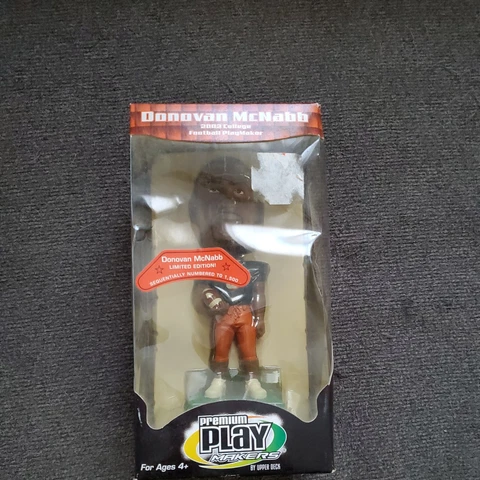 Donovan McNabb
2003 College
Football PlayMaker
Donovan McNabb
LIMITED EDITION!
SEQUENTIALLY NUMBERED TO 1,800
PREMIUM
PLAY
MAKERS
For Ages 4+
BY UPPER DECK